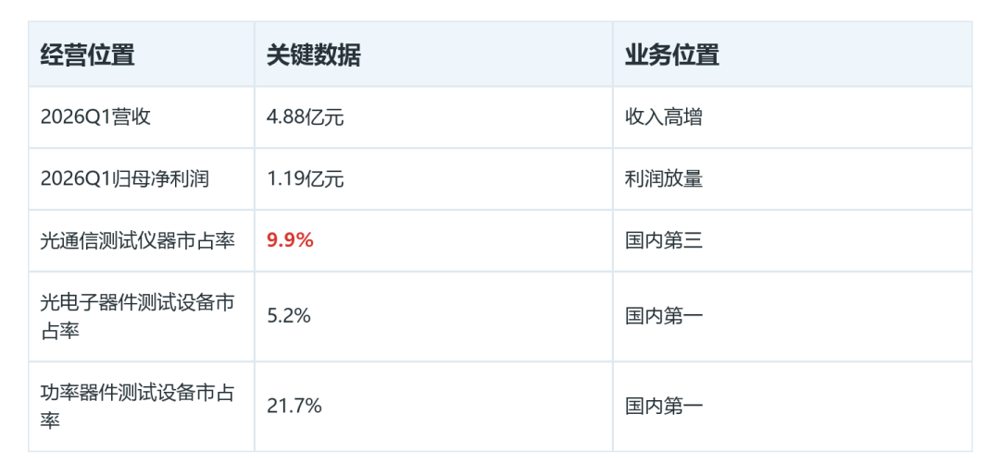 经营位置 关键数据 业务位置
2026Q1营收 4.88亿元 收入高增
2026Q1归母净利润 1.19亿元 利润放量
光通信测试仪器市占率 9.9% 国内第三
光电子器件测试设备市
占率 5.2% 国内第一
功率器件测试设备市占
率 21.7% 国内第一